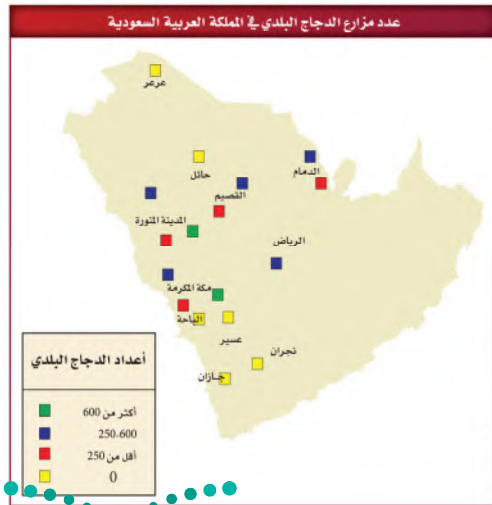 عدد مزارع الدجاج البلدي في المملكة العربية السعودية
عرعر
حائل
الدمام
القصيم
المدينة المنورة
الرياض
مكة المكرمة
الباحة
عسير
نجران
جازان
أعداد الدجاج البلدي
أكثر من 600
250-600
أقل من 250
0